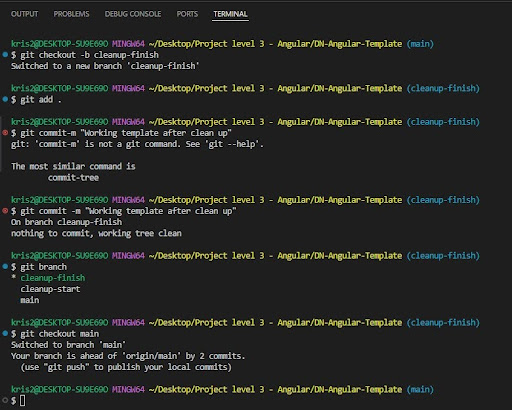 OUTPUT PROBLEMS DEBUG CONSOLE PORTS TERMINAL
kris2@DESKTOP-SU9E690 MINGW64 ~/Desktop/Project level 3 - Angular/DN-Angular-Template (main)
$ git checkout -b cleanup-finish
Switched to a new branch 'cleanup-finish'
kris2@DESKTOP-SU9E690 MINGW64 ~/Desktop/Project level 3 - Angular/DN-Angular-Template (cleanup-finish)
$ git add .
kris2@DESKTOP-SU9E690 MINGW64 ~/Desktop/Project level 3 - Angular/DN-Angular-Template (cleanup-finish)
$ git commit-m "Working template after clean up"
git: 'commit-m' is not a git command. See 'git --help'.
The most similar command is
commit-tree
kris2@DESKTOP-SU9E690 MINGW64 ~/Desktop/Project level 3 - Angular/DN-Angular-Template (cleanup-finish)
$ git commit -m "Working template after clean up"
On branch cleanup-finish
nothing to commit, working tree clean
kris2@DESKTOP-SU9E690 MINGW64 ~/Desktop/Project level 3 - Angular/DN-Angular-Template (cleanup-finish)
$ git branch
* cleanup-finish
cleanup-start
main
kris2@DESKTOP-SU9E690 MINGW64 ~/Desktop/Project level 3 - Angular/DN-Angular-Template (cleanup-finish)
$ git checkout main
Switched to branch 'main'
Your branch is ahead of 'origin/main' by 2 commits.
(use "git push" to publish your local commits)
kris2@DESKTOP-SU9E690 MINGW64 ~/Desktop/Project level 3 - Angular/DN-Angular-Template (main)
$